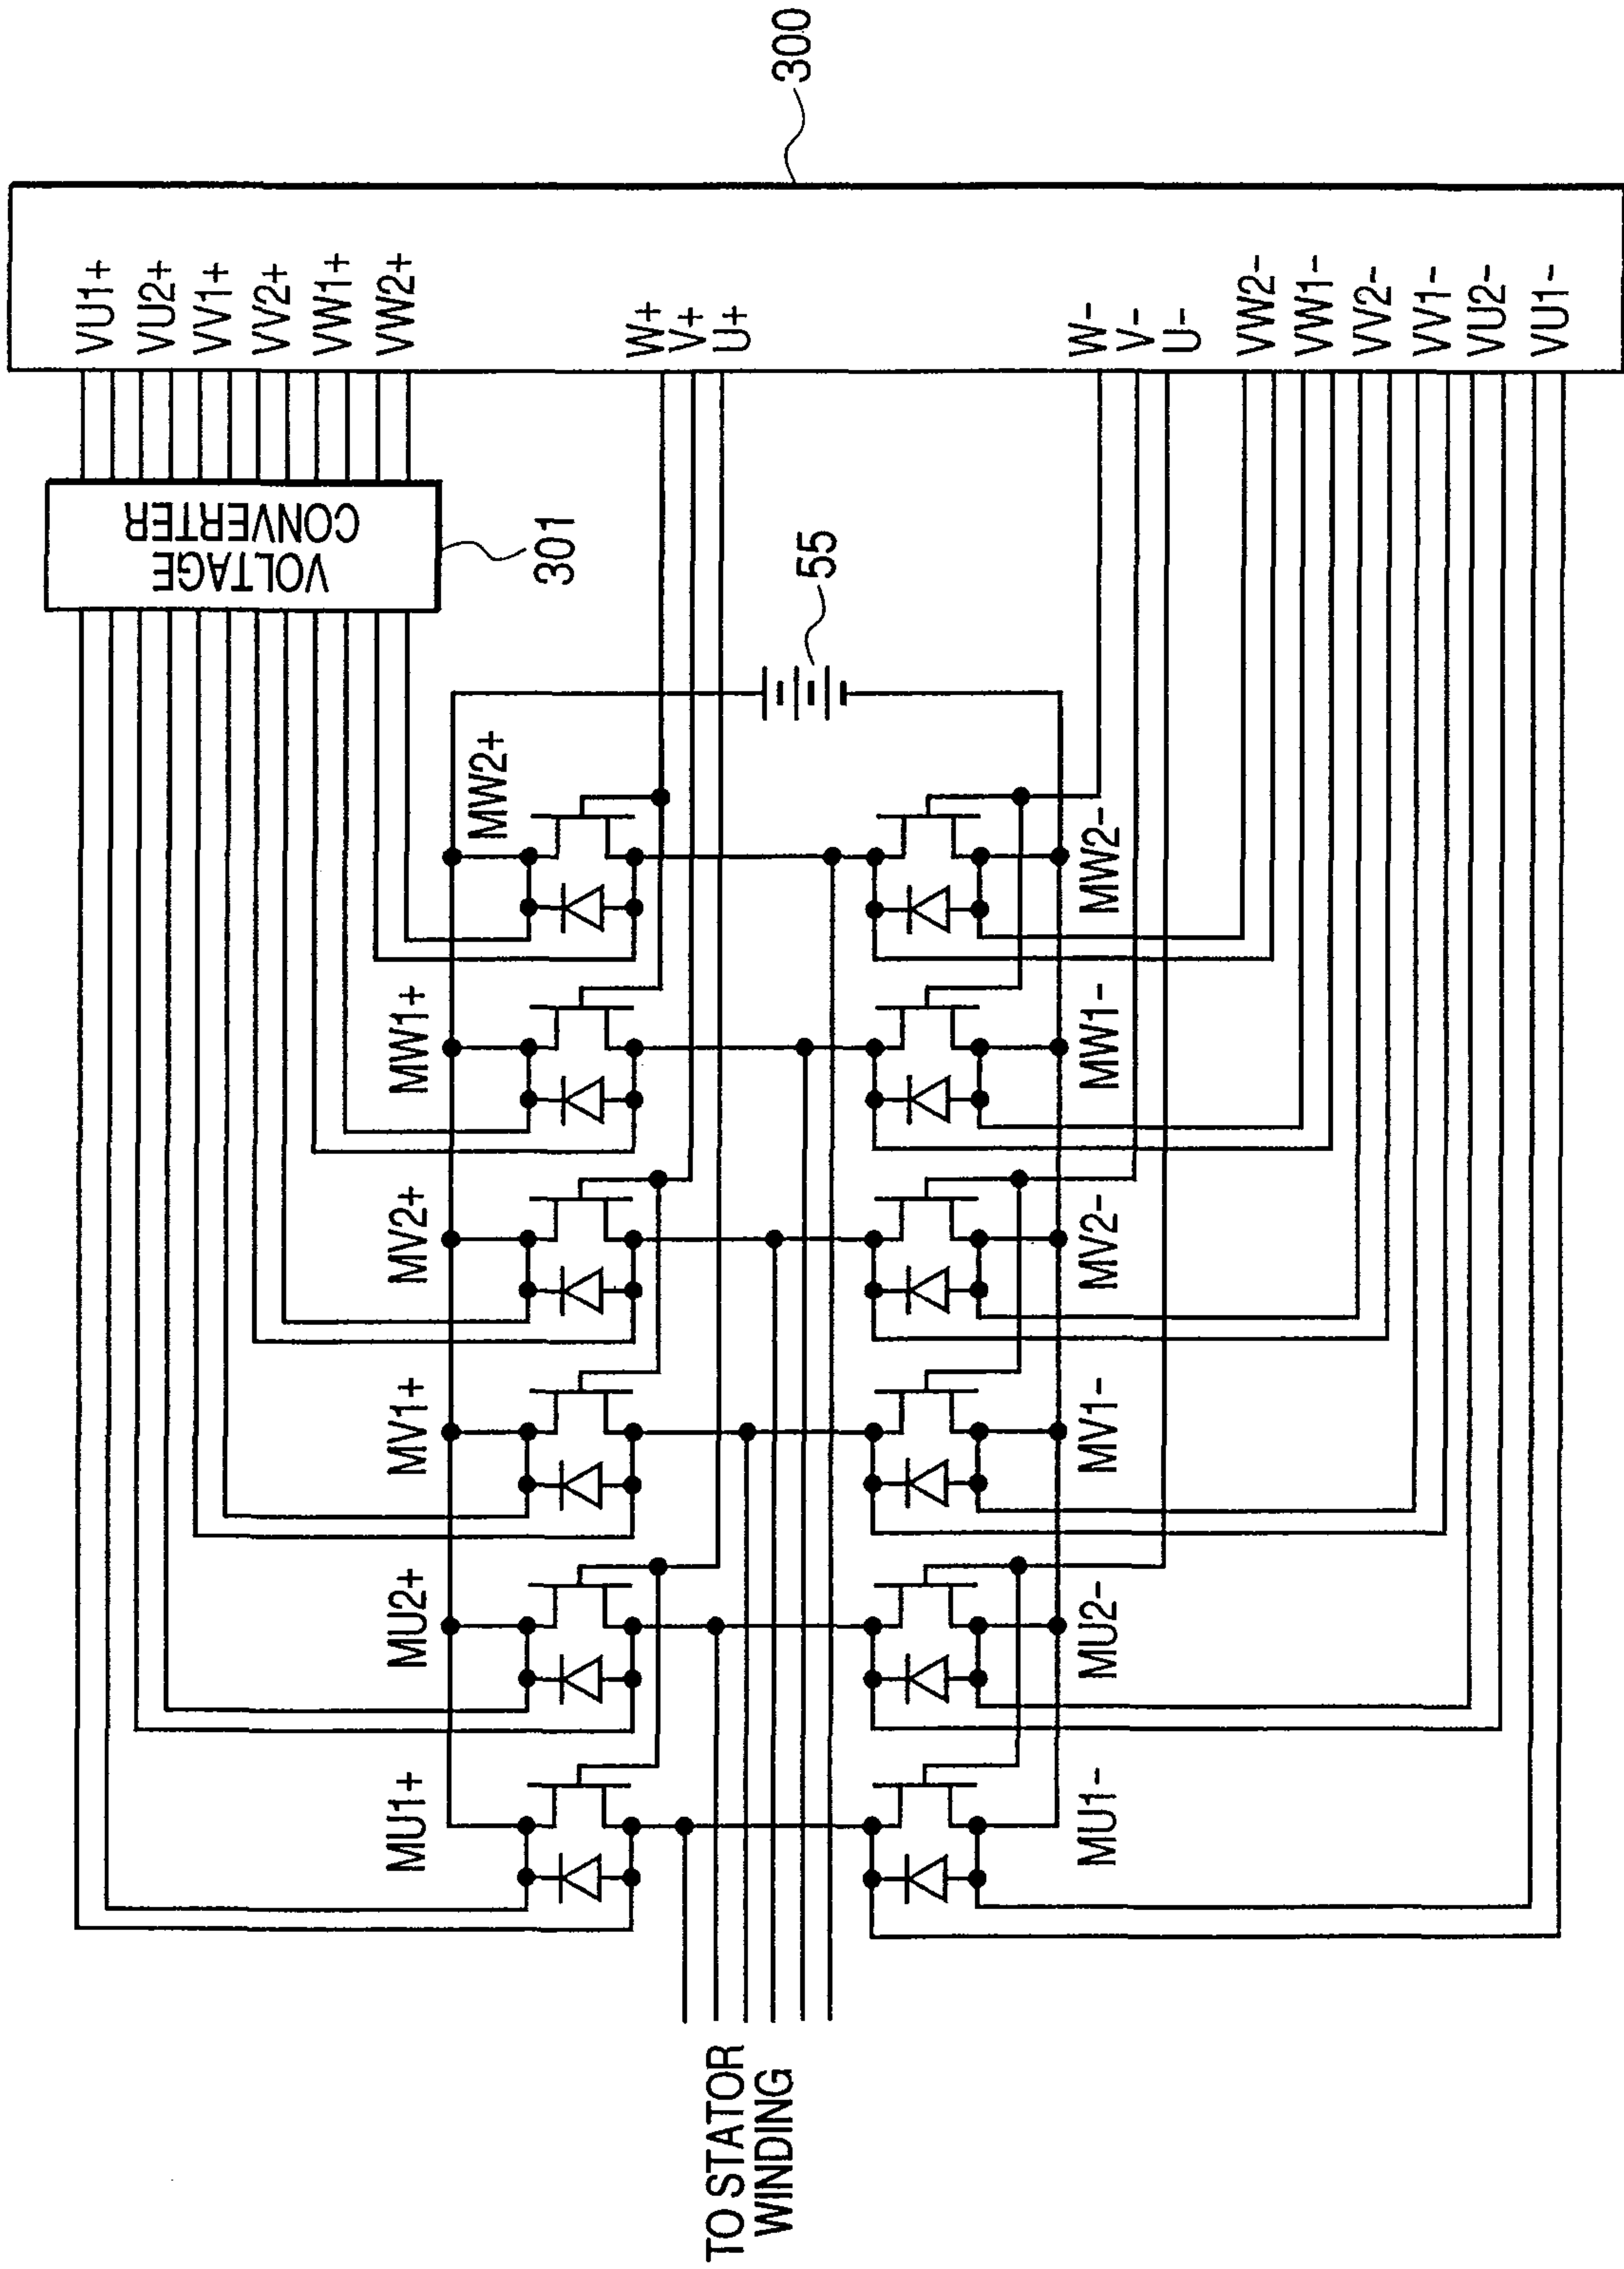 300
VU1+
VU2+
VV1+
VV2+
VW1+
VW2+
W+
V+
U+
W-
V-
U-
VW2-
VW1-
VV2-
VV1-
VU2-
VU1-
VOLTAGE
CONVERTER
301
55
MW2+
MW1+
MV2+
MV1+
MU2+
MU1+
MW2-
MW1-
MV2-
MV1-
MU2-
MU1-
TO STATOR
WINDING